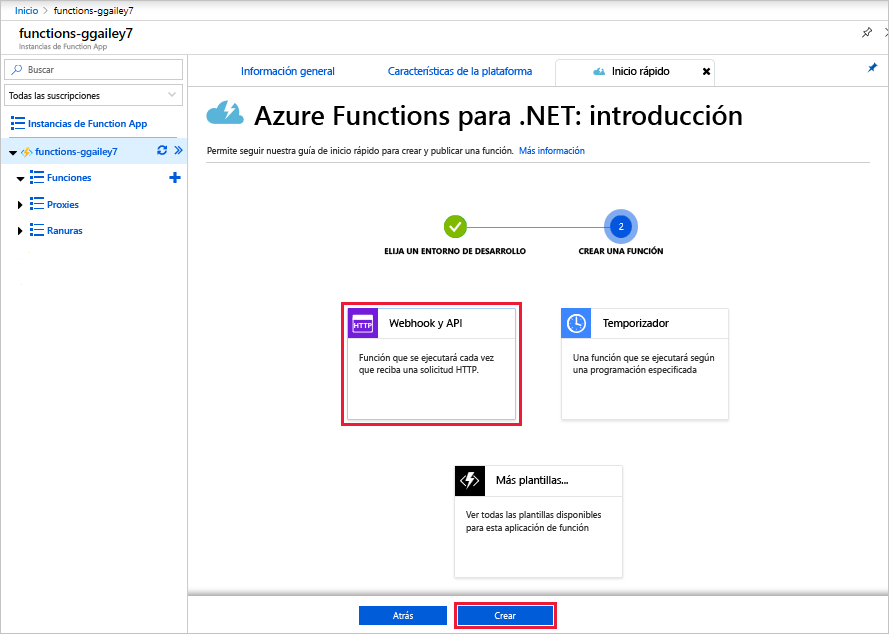 Inicio > functions-ggailey7
functions-ggailey7
Instancias de Function App
Buscar
Todas las suscripciones
Instancias de Function App
functions-ggailey7
Funciones
Proxies
Ranuras
Información general
Características de la plataforma
Inicio rápido
Azure Functions para .NET: introducción
Permite seguir nuestra guía de inicio rápido para crear y publicar una función. Más información
2
ELIJA UN ENTORNO DE DESARROLLO
CREAR UNA FUNCIÓN
HTTP
Webhook y API
Función que se ejecutará cada vez
que reciba una solicitud HTTP.
Temporizador
Una función que se ejecutará según
una programación especificada
Más plantillas...
Ver todas las plantillas disponibles
para esta aplicación de función
Atrás
Crear